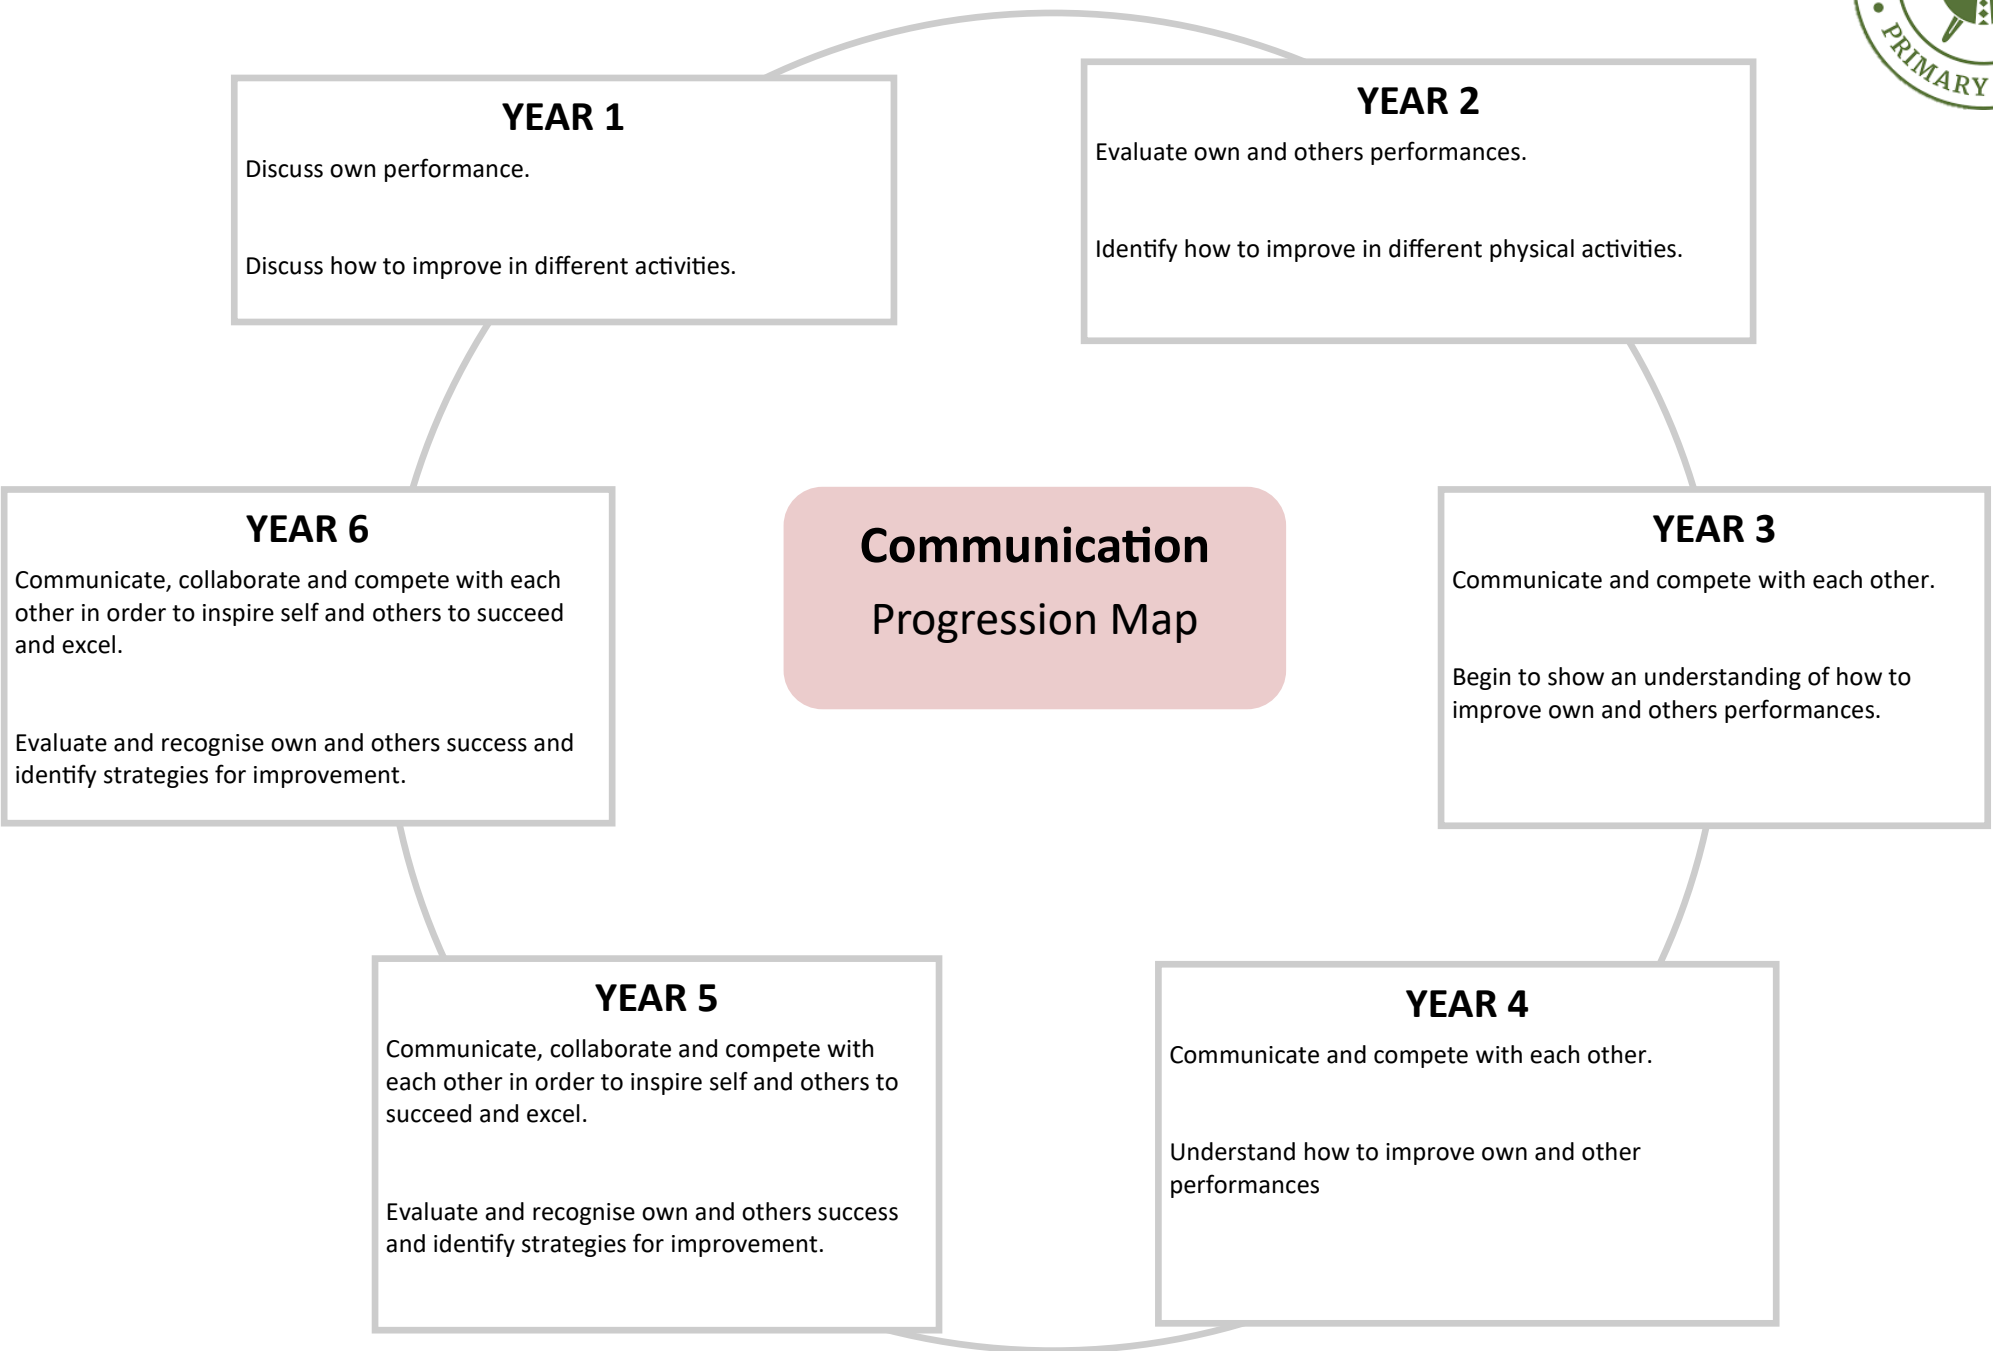 PRIMARY
YEAR 1
Discuss own performance.
Discuss how to improve in different activities.
YEAR 2
Evaluate own and others performances.
Identify how to improve in different physical activities.
YEAR 6
Communicate, collaborate and compete with each
other in order to inspire self and others to succeed
and excel.
Evaluate and recognise own and others success and
identify strategies for improvement.
Communication
Progression Map
YEAR 3
Communicate and compete with each other.
Begin to show an understanding of how to
improve own and others performances.
YEAR 5
Communicate, collaborate and compete with
each other in order to inspire self and others to
succeed and excel.
Evaluate and recognise own and others success
and identify strategies for improvement.
YEAR 4
Communicate and compete with each other.
Understand how to improve own and other
performances